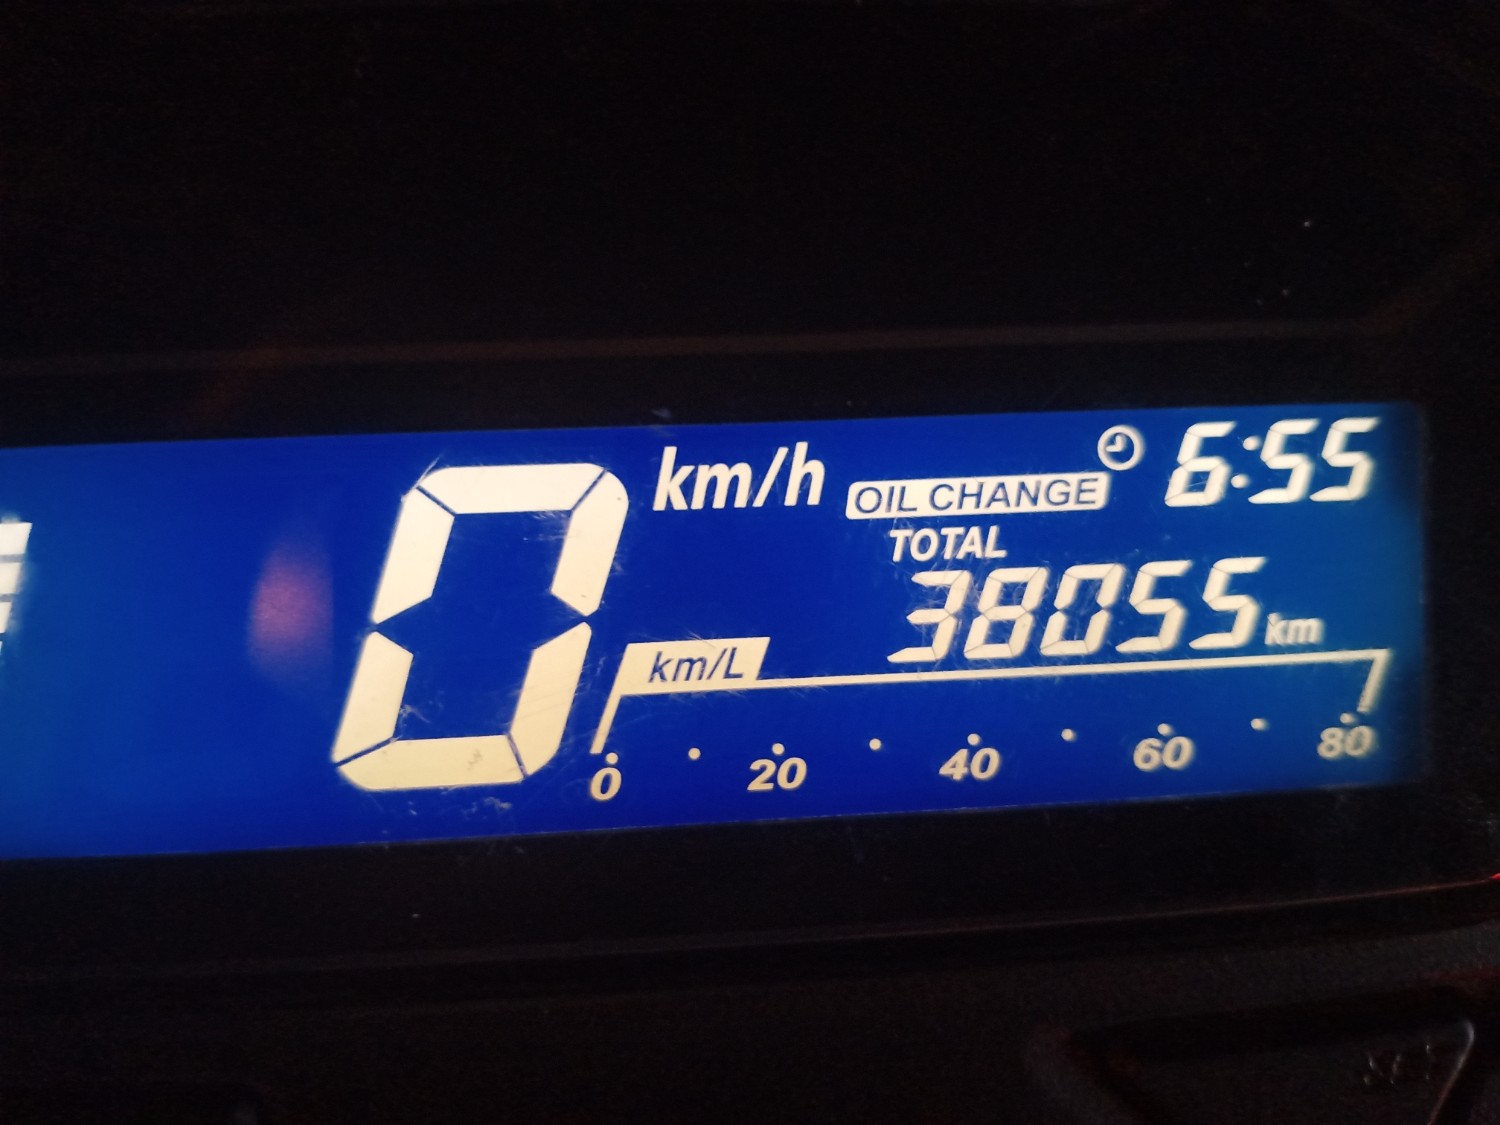 6:55
0 km/h OIL CHANGE
TOTAL
38055 km
km/L
0 20 40 60 80